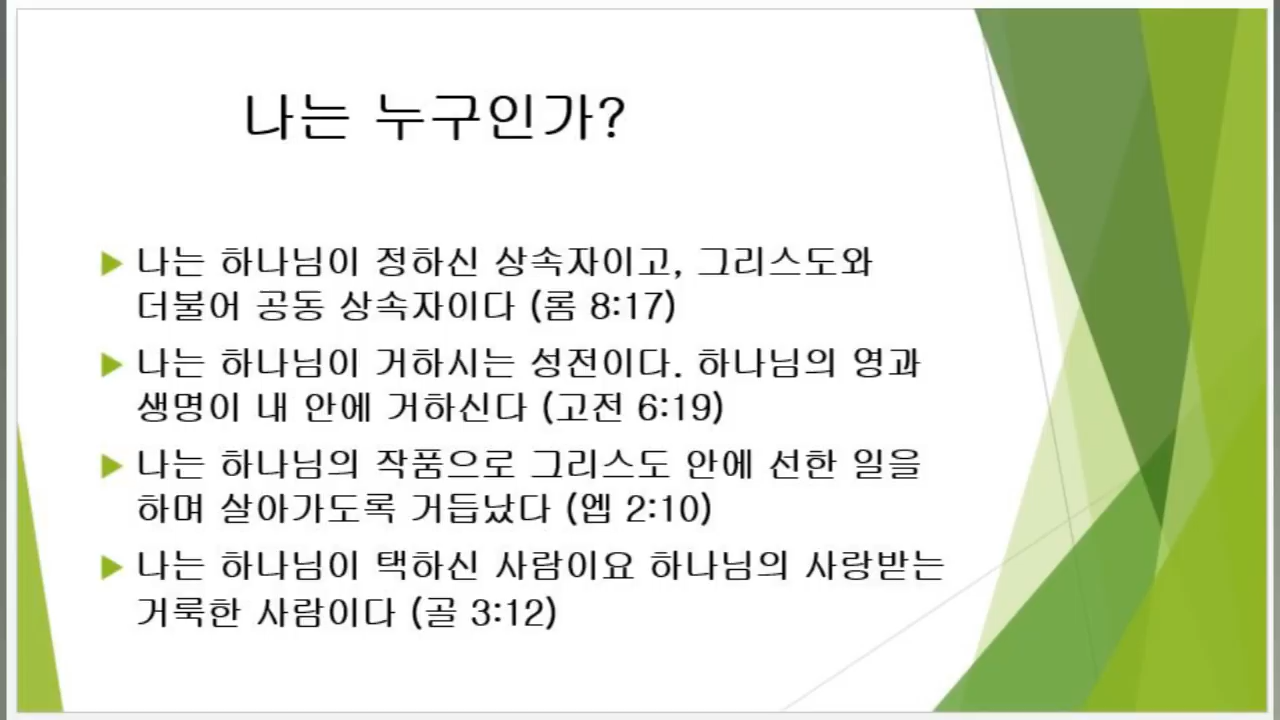 나는 누구인가?
나는 하나님이 정하신 상속자이고, 그리스도와
더불어 공동 상속자이다 (롬 8:17)
나는 하나님이 거하시는 성전이다. 하나님의 영과
생명이 내 안에 거하신다 (고전 6:19)
나는 하나님의 작품으로 그리스도 안에 선한 일을
하며 살아가도록 거듭났다 (엡 2:10)
나는 하나님이 택하신 사람이요 하나님의 사랑받는
거룩한 사람이다 (골 3:12)